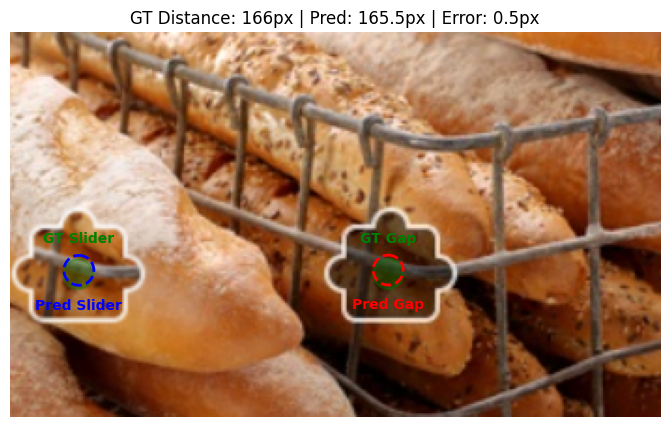 GT Distance: 166px | Pred: 165.5px | Error: 0.5px
GT Slider
GT Gap
Pred Slider
Pred Gap